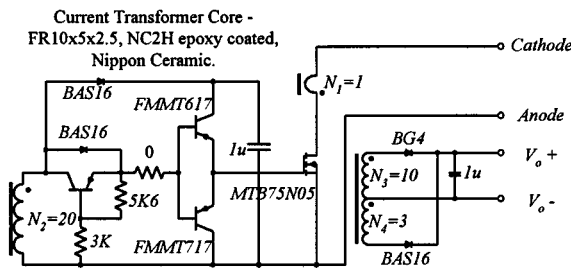 Current Transformer Core -
FR10x5x2.5, NC2H epoxy coated,
Nippon Ceramic.
Cathode
N1=1
BAS16
FMMT617
Anode
BAS16
0
1u
BG4
Vo +
MTB75N05
N3=10
1u
5K6
Vo -
N2=20
N4=3
3K
FMMT717
BAS16